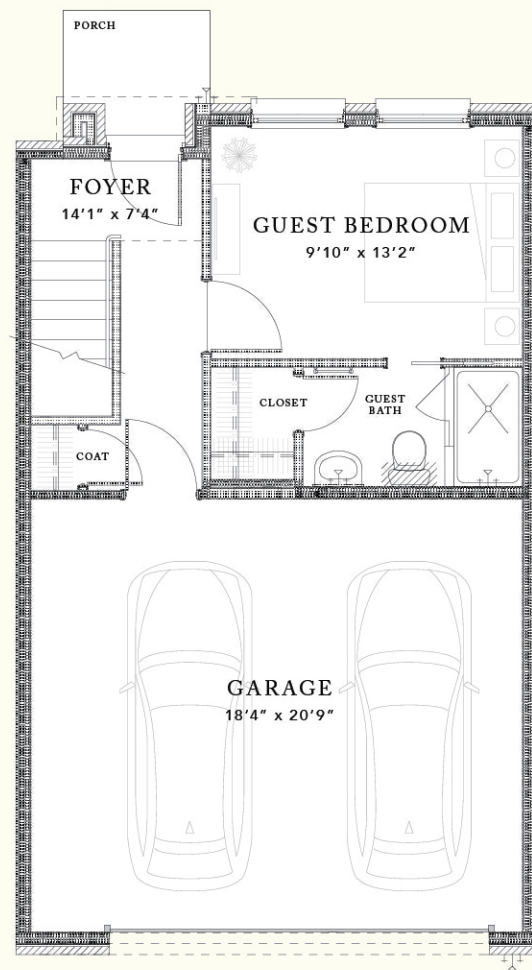 PORCH
FOYER
14'1" x 7'4"
GUEST BEDROOM
9'10" x 13'2"
CLOSET
GUEST
BATH
COAT
GARAGE
18'4" x 20'9"